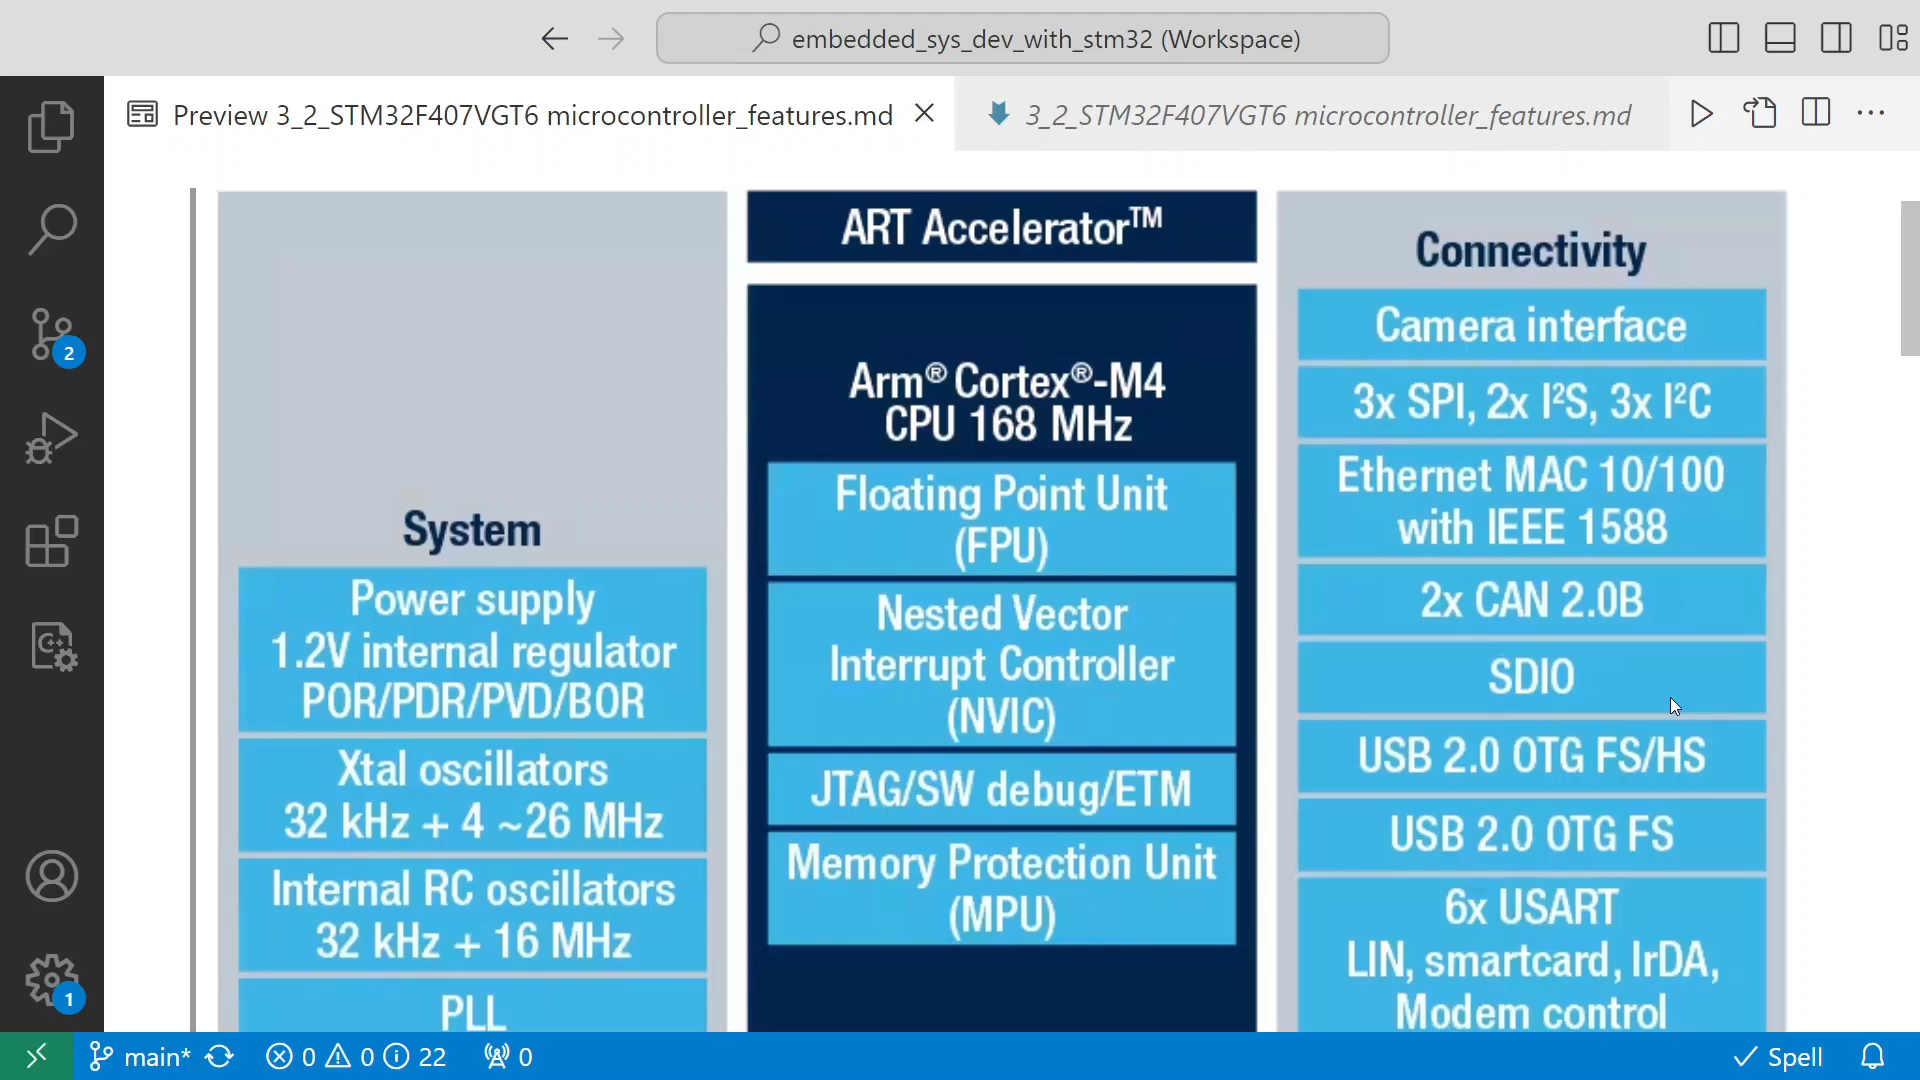 embedded_sys_dev_with_stm32 (Workspace)
Preview 3_2_STM32F407VGT6 microcontroller_features.md
3_2_STM32F407VGT6 microcontroller_features.md
2
1
System
Power supply
1.2V internal regulator
POR/PDR/PVD/BOR
Xtal oscillators
32 kHz + 4 ~26 MHz
Internal RC oscillators
32 kHz + 16 MHz
PLL
ART Accelerator™
Arm® Cortex®-M4
CPU 168 MHz
Floating Point Unit
(FPU)
Nested Vector
Interrupt Controller
(NVIC)
JTAG/SW debug/ETM
Memory Protection Unit
(MPU)
Connectivity
Camera interface
3x SPI, 2x I²S, 3x I²C
Ethernet MAC 10/100
with IEEE 1588
2x CAN 2.0B
SDIO
USB 2.0 OTG FS/HS
USB 2.0 OTG FS
6x USART
LIN, smartcard, IrDA,
Modem control
main* 0 0 22 0 Spell